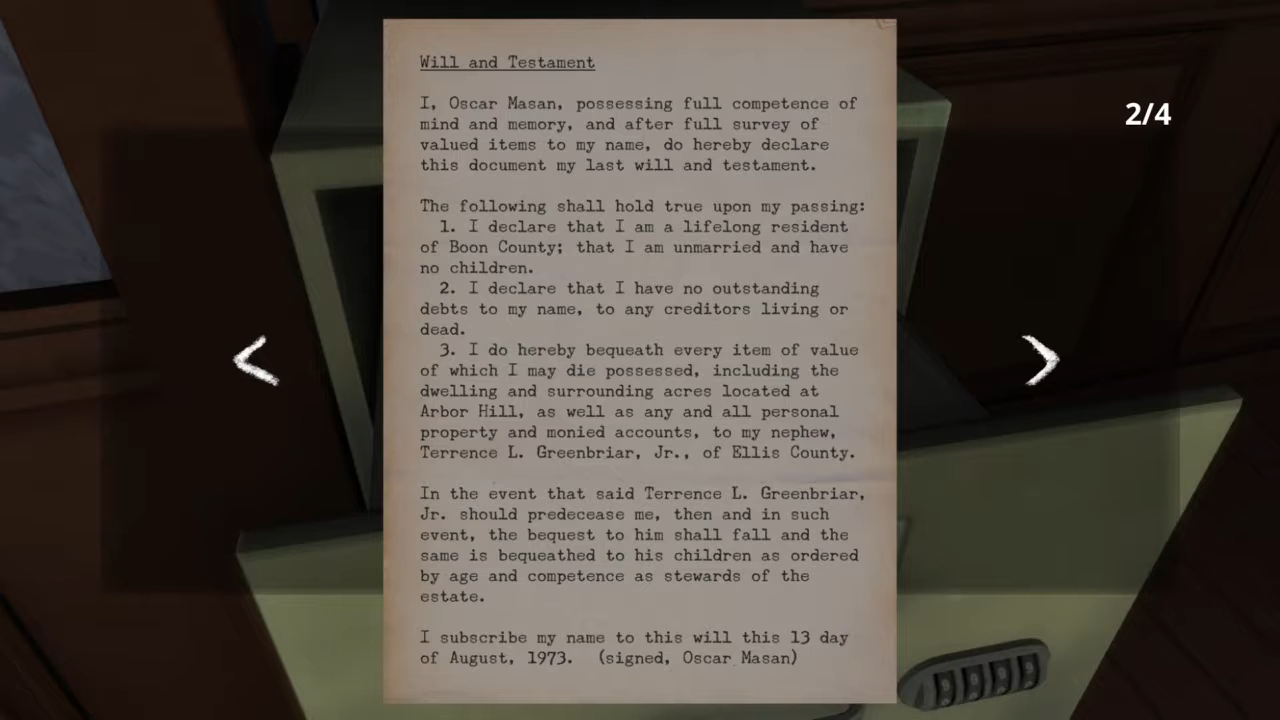 Will and Testament
I, Oscar Masan, possessing full competence of
mind and memory, and after full survey of
valued items to my name, do hereby declare
this document my last will and testament.
The following shall hold true upon my passing:
1. I declare that I am a lifelong resident
of Boon County; that I am unmarried and have
no children.
2. I declare that I have no outstanding
debts to my name, to any creditors living or
dead.
3. I do hereby bequeath every item of value
of which I may die possessed, including the
dwelling and surrounding acres located at
Arbor Hill, as well as any and all personal
property and monied accounts, to my nephew,
Terrence L. Greenbriar, Jr., of Ellis County.
In the event that said Terrence L. Greenbriar,
Jr. should predecease me, then and in such
event, the bequest to him shall fall and the
same is bequeathed to his children as ordered
by age and competence as stewards of the
estate.
I subscribe my name to this will this 13 day
of August, 1973. (signed, Oscar Masan)
2/4